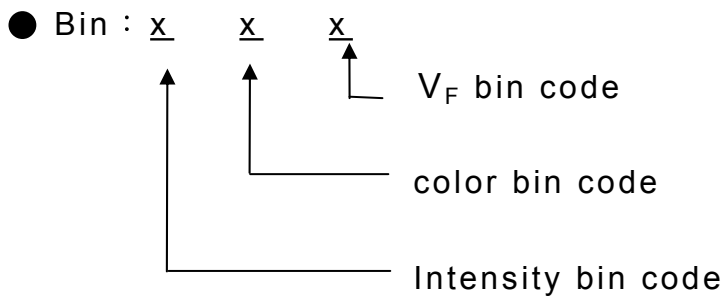 ● Bin : x x x
V_F bin code
color bin code
Intensity bin code